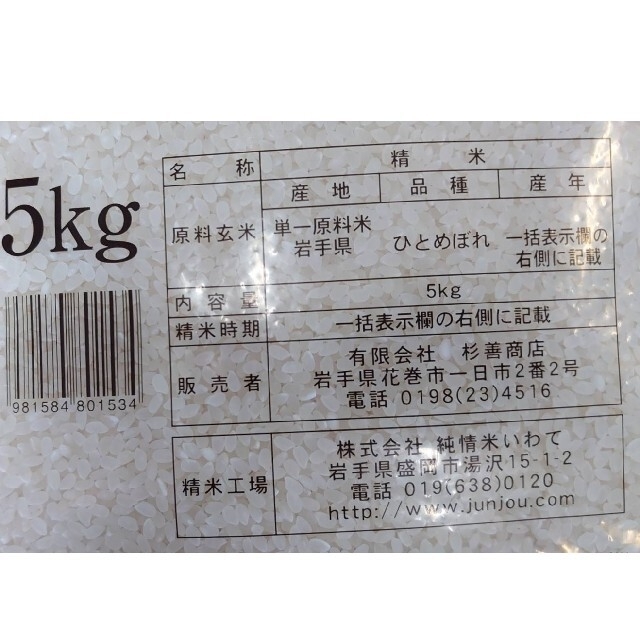 5kg
981584 801534
名称 精米
産地 品種 産年
原料玄米 単一原料米 ひとめぼれ 一括表示欄の
岩手県 右側に記載
内容量 5kg
精米時期 一括表示欄の右側に記載
有限会社 杉善商店
販売者 岩手県花巻市一日市2番2号
電話 0198(23)4516
株式会社 純情米いわて
岩手県盛岡市湯沢15-1-2
精米工場 電話 019(638)0120
http://www.junjou.com